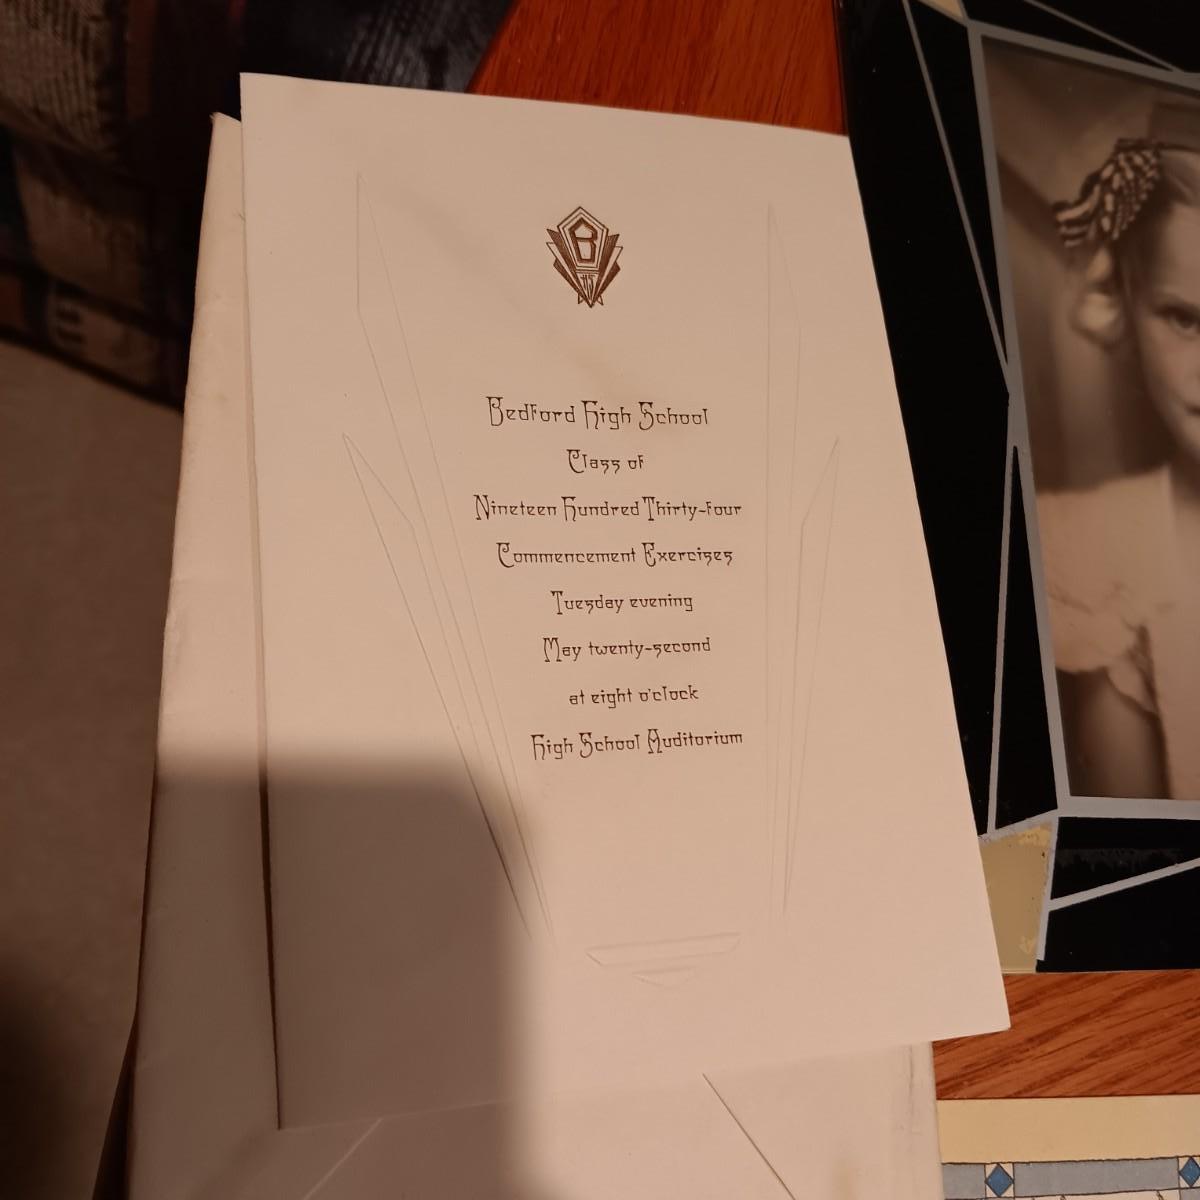 B
HS
Bedford High School
Class of
Nineteen Hundred Thirty-four
Commencement Exercises
Tuesday evening
May twenty-second
at eight o'clock
High School Auditorium